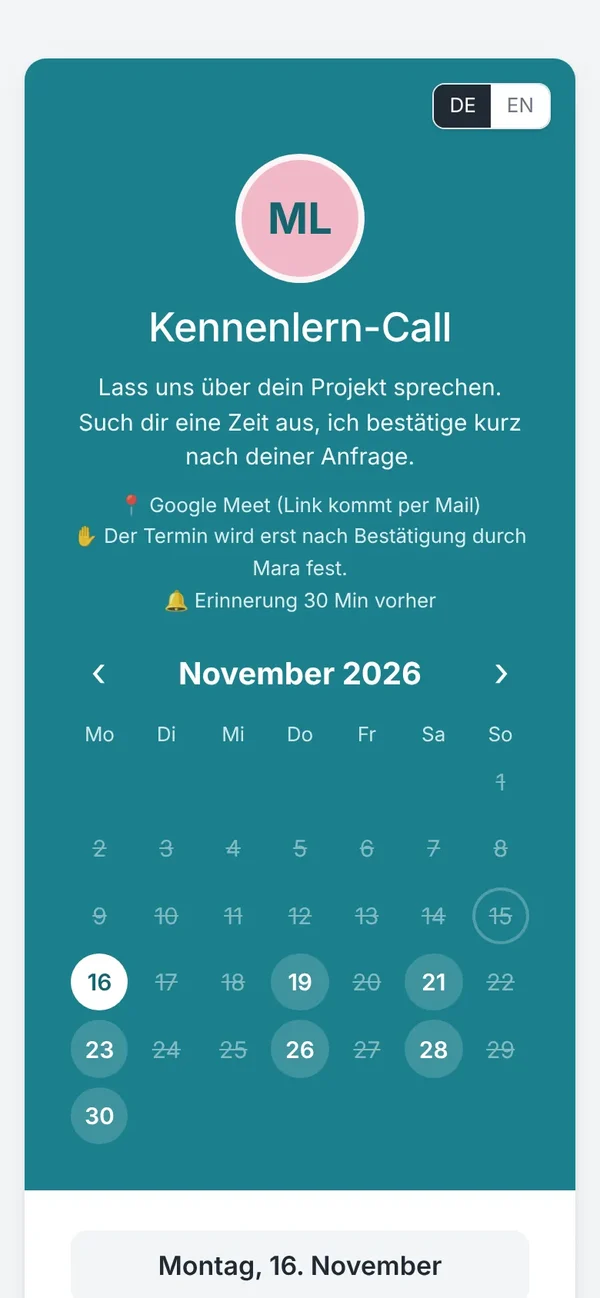 DE EN
ML
Kennenlern-Call
Lass uns über dein Projekt sprechen.
Such dir eine Zeit aus, ich bestätige kurz
nach deiner Anfrage.
📍 Google Meet (Link kommt per Mail)
✋ Der Termin wird erst nach Bestätigung durch
Mara fest.
🔔 Erinnerung 30 Min vorher
‹ November 2026 ›
Mo Di Mi Do Fr Sa So
1
2 3 4 5 6 7 8
9 10 11 12 13 14 15
16 17 18 19 20 21 22
23 24 25 26 27 28 29
30
Montag, 16. November